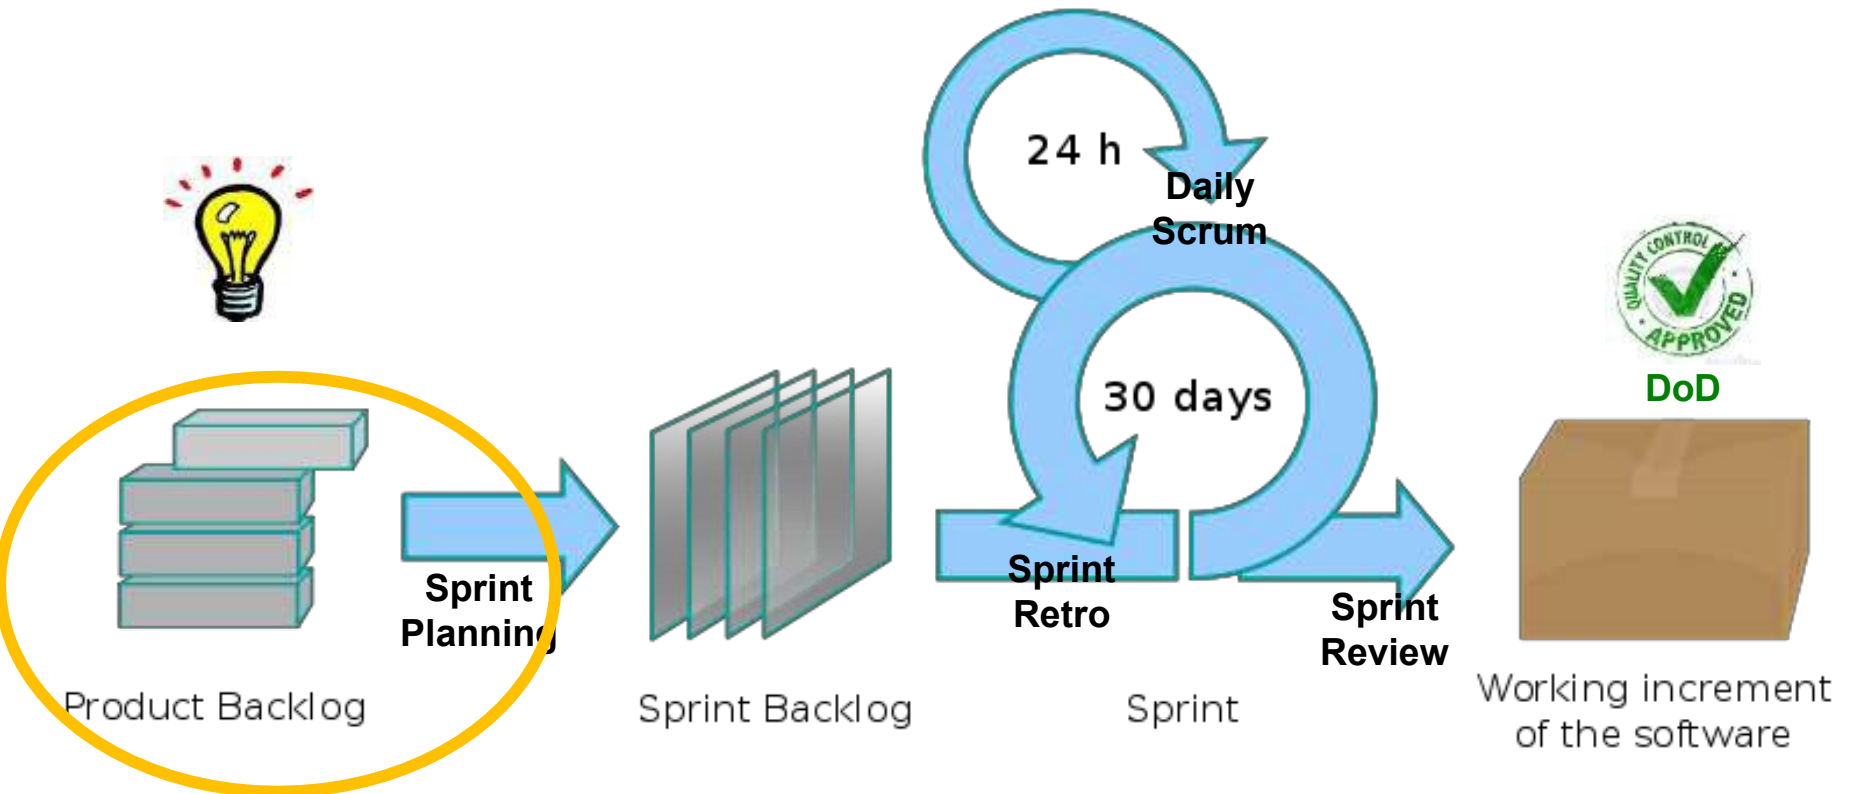 24 h
Daily
Scrum
QUALITY CONTROL
APPROVED
DoD
30 days
Sprint
Planning
Sprint
Retro
Sprint
Review
Product Backlog
Sprint Backlog
Sprint
Working increment
of the software